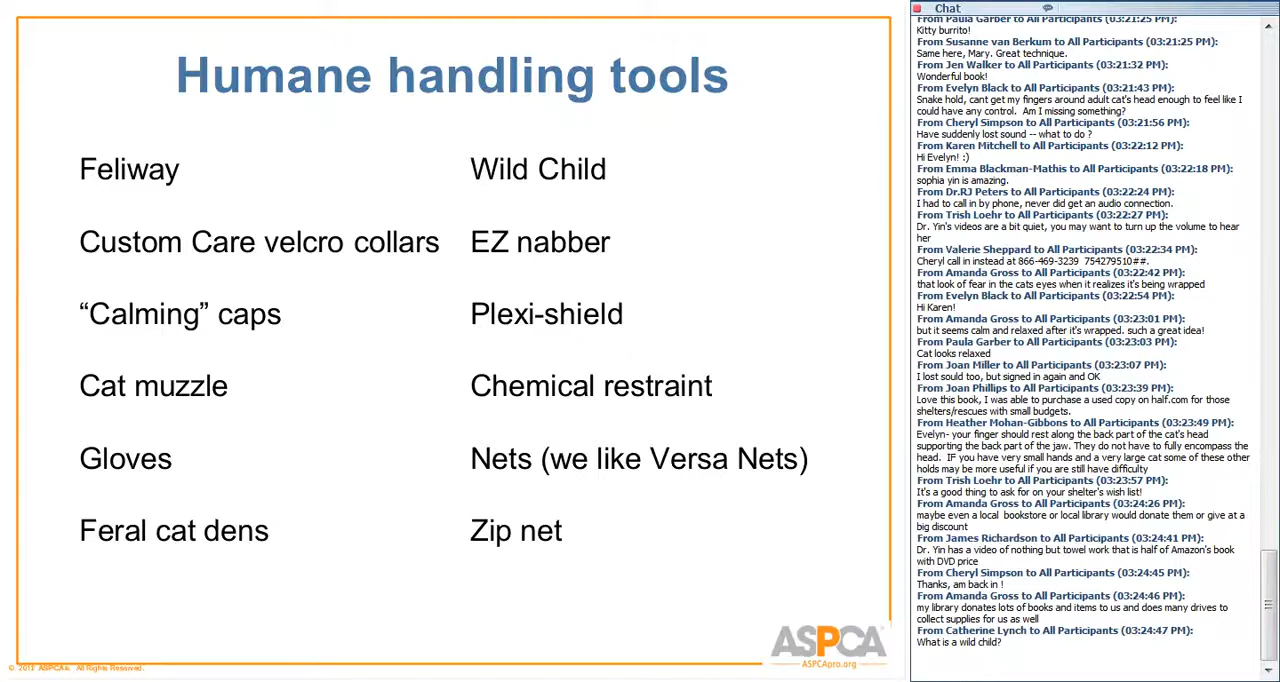 Humane handling tools
Feliway
Custom Care velcro collars
“Calming” caps
Cat muzzle
Gloves
Feral cat dens
Wild Child
EZ nabber
Plexi-shield
Chemical restraint
Nets (we like Versa Nets)
Zip net
ASPCA
ASPCApro.org
All Rights Reserved.
Chat
From Paula Garber to All Participants (03:21:25 PM):
Kitty burrito!
From Susanne van Berkum to All Participants (03:21:25 PM):
Same here, Mary. Great technique.
From Jen Walker to All Participants (03:21:32 PM):
Wonderful book!
From Evelyn Black to All Participants (03:21:43 PM):
Snake hold, cant get my fingers around adult cat's head enough to feel like I
could have any control.  Am I missing something?
From Cheryl Simpson to All Participants (03:21:56 PM):
Have suddenly lost sound -- what to do ?
From Karen Mitchell to All Participants (03:22:12 PM):
Hi Evelyn! :)
From Emma Blackman-Mathis to All Participants (03:22:18 PM):
sophia yin is amazing.
From Dr.RJ Peters to All Participants (03:22:24 PM):
I had to call in by phone, never did get an audio connection.
From Trish Loehr to All Participants (03:22:27 PM):
Dr. Yin's videos are a bit quiet, you may want to turn up the volume to hear
her
From Valerie Sheppard to All Participants (03:22:34 PM):
Cheryl call in instead at 866-469-3239  754279510##.
From Amanda Gross to All Participants (03:22:42 PM):
that look of fear in the cats eyes when it realizes it's being wrapped
From Evelyn Black to All Participants (03:22:54 PM):
Hi Karen!
From Amanda Gross to All Participants (03:23:01 PM):
but it seems calm and relaxed after it's wrapped. such a great idea!
From Paula Garber to All Participants (03:23:03 PM):
Cat looks relaxed
From Joan Miller to All Participants (03:23:07 PM):
I lost sould too, but signed in again and OK
From Joan Phillips to All Participants (03:23:39 PM):
Love this book, I was able to purchase a used copy on half.com for those
shelters/rescues with small budgets.
From Heather Mohan-Gibbons to All Participants (03:23:49 PM):
Evelyn- your finger should rest along the back part of the cat's head
supporting the back part of the jaw. They do not have to fully encompass the
head.  IF you have very small hands and a very large cat some of these other
holds may be more useful if you are still have difficulty
From Trish Loehr to All Participants (03:23:57 PM):
It's a good thing to ask for on your shelter's wish list!
From Amanda Gross to All Participants (03:24:26 PM):
maybe even a local  bookstore or local library would donate them or give at a
big discount
From James Richardson to All Participants (03:24:41 PM):
Dr. Yin has a video of nothing but towel work that is half of Amazon's book
with DVD price
From Cheryl Simpson to All Participants (03:24:45 PM):
Thanks, am back in !
From Amanda Gross to All Participants (03:24:46 PM):
my library donates lots of books and items to us and does many drives to
collect supplies for us as well
From Catherine Lynch to All Participants (03:24:47 PM):
What is a wild child?